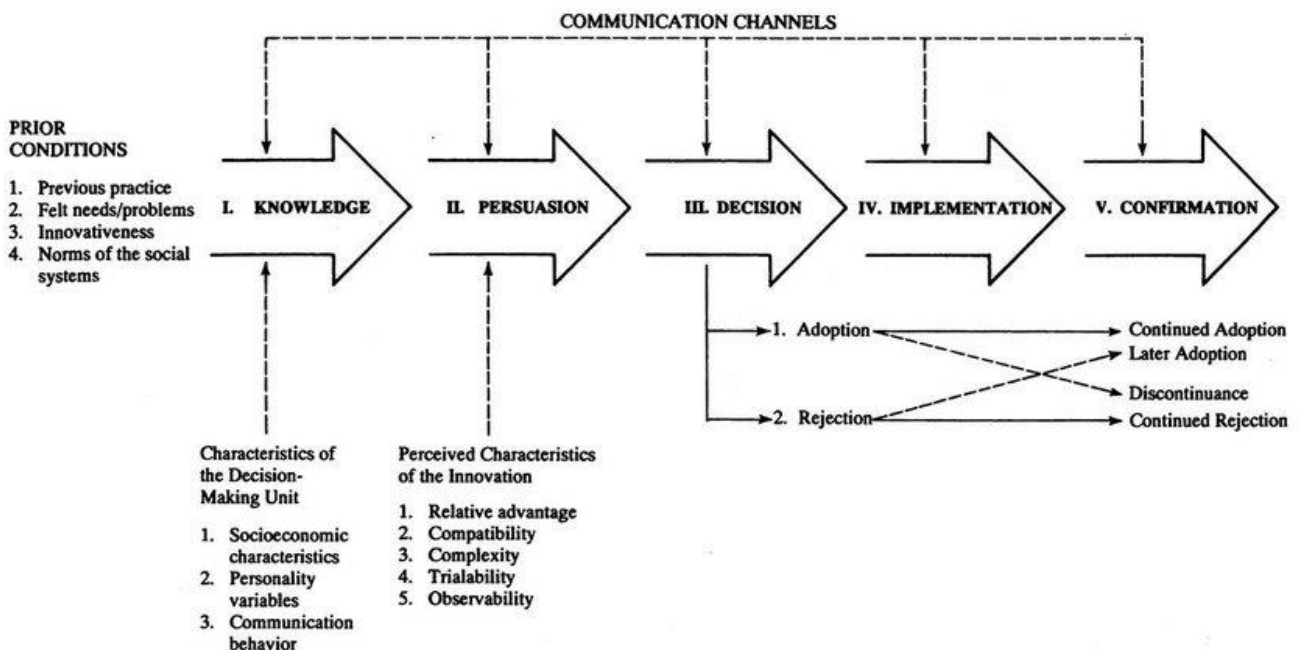 COMMUNICATION CHANNELS
PRIOR
CONDITIONS
1. Previous practice
2. Felt needs/problems
3. Innovativeness
4. Norms of the social
systems
I. KNOWLEDGE
II. PERSUASION
III. DECISION
IV. IMPLEMENTATION
V. CONFIRMATION
1. Adoption
2. Rejection
Continued Adoption
Later Adoption
Discontinuance
Continued Rejection
Characteristics of
the Decision-
Making Unit
1. Socioeconomic
characteristics
2. Personality
variables
3. Communication
behavior
Perceived Characteristics
of the Innovation
1. Relative advantage
2. Compatibility
3. Complexity
4. Trialability
5. Observability